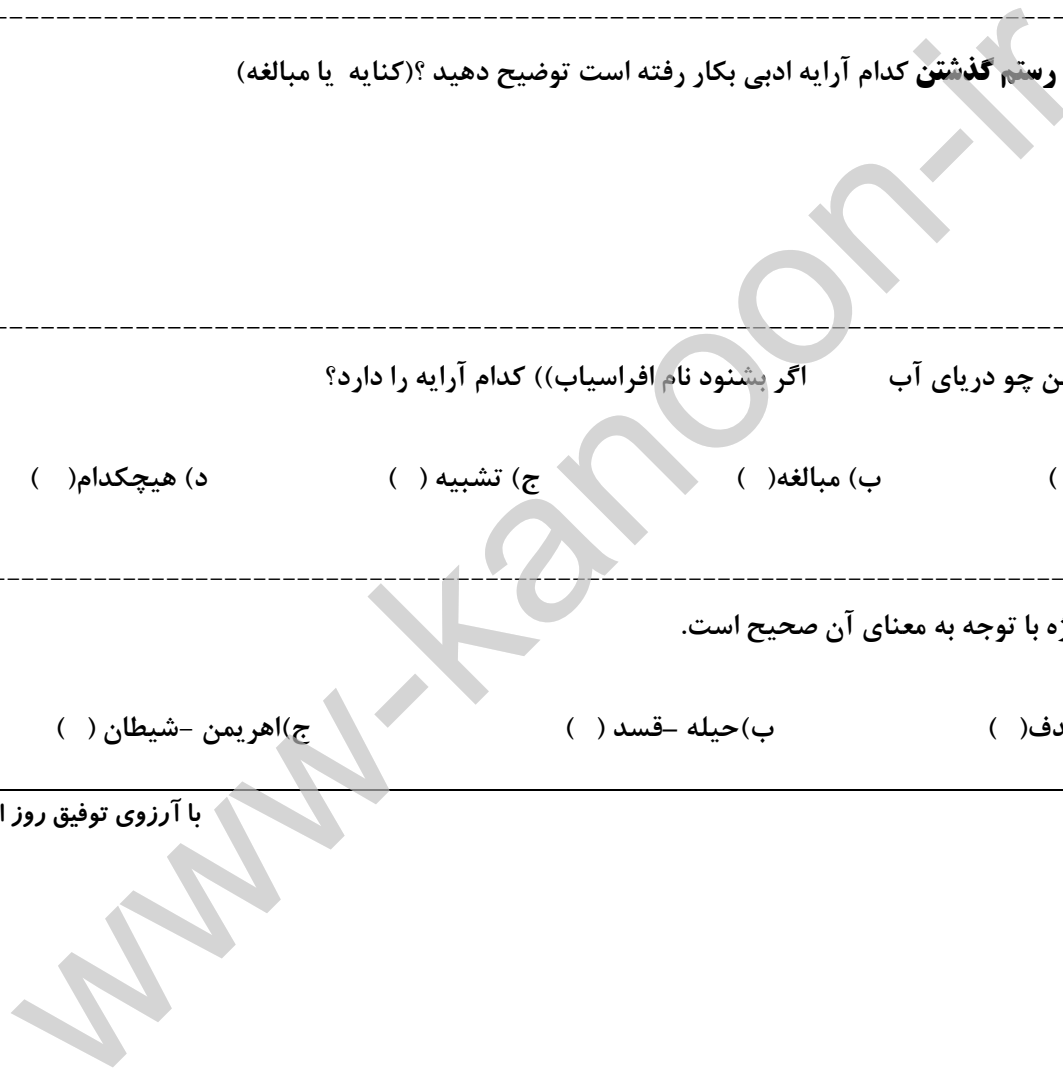 رستم گذشتن کدام آرایه ادبی بکار رفته است توضیح دهید ؟(کنایه یا مبالغه)
چو دریای آب اگر بشنود نام افراسیاب)) کدام آرایه را دارد؟
) ب) مبالغه( ) ج) تشبیه ( ) د) هیچکدام( )
با توجه به معنای آن صحیح است.
( ) ب)حیله –قسد ( ) ج)اهریمن –شیطان ( )
با آرزوی توفیق روز
www-kanoon-ir